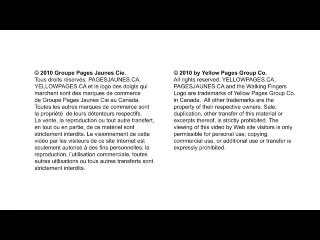 © 2010 Groupe Pages Jaunes Cie.
Tous droits réservés. PAGESJAUNES.CA,
YELLOWPAGES.CA et le logo des doigts qui
marchent sont des marques de commerce
de Groupe Pages Jaunes Cie au Canada.
Toutes les autres marques de commerce sont
la propriété de leurs détenteurs respectifs.
La vente, la reproduction ou tout autre transfert,
en tout ou en partie, de ce matériel sont
strictement interdits. Le visionnement de cette
vidéo par les visiteurs de ce site Internet est
seulement autorisé à des fins personnelles; la
reproduction, l'utilisation commerciale, toutes
autres utilisations ou tous autres transferts sont
strictement interdits.
© 2010 by Yellow Pages Group Co.
All rights reserved. YELLOWPAGES.CA,
PAGESJAUNES.CA and the Walking Fingers
Logo are trademarks of Yellow Pages Group Co.
in Canada. All other trademarks are the
property of their respective owners. Sale,
duplication, other transfer of this material or
excerpts thereof, is strictly prohibited. The
viewing of this video by Web site visitors is only
permissible for personal use; copying,
commercial use, or additional use or transfer is
expressly prohibited.